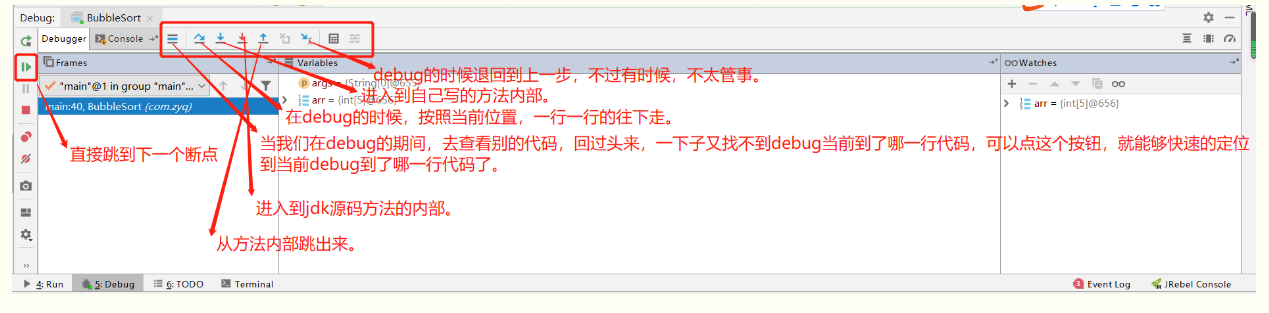 Debug: BubbleSort
Debugger Console
Frames
Variables
Watches
"main"@1 in group "main"...
args = {String[0]@655}
arr = {int[5]@656}
arr = {int[5]@656}
main:40, BubbleSort (com.zyq)
debug的时候退回到上一步，不过有时候，不太管事。
进入到自己写的方法内部。
在debug的时候，按照当前位置，一行一行的往下走。
当我们在debug的期间，去查看别的代码，回过头来，一下子又找不到debug当前到了哪一行代码，可以点这个按钮，就能够快速的定位
到当前debug到了哪一行代码了。
直接跳到下一个断点
进入到jdk源码方法的内部。
从方法内部跳出来。
4: Run 5: Debug 6: TODO Terminal
3 Event Log JRebel Console